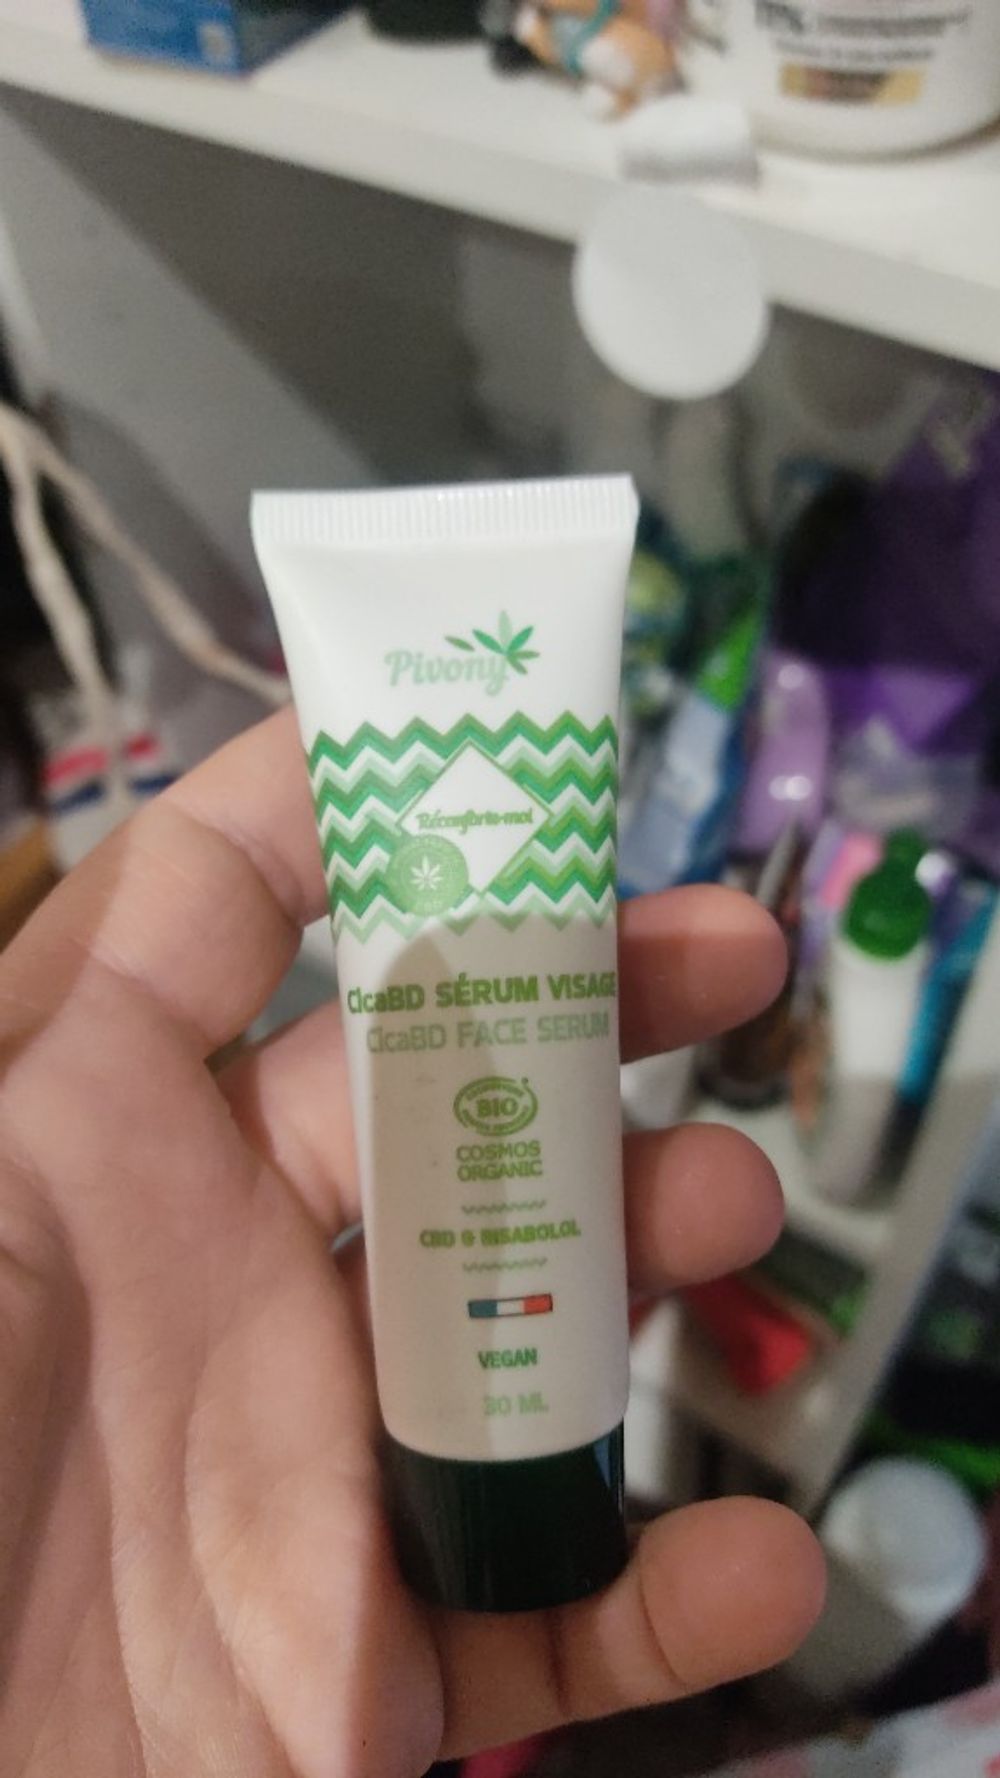 Pivony
Réconforte-moi
CicaBD SÉRUM VISAGE
CicaBD FACE SERUM
BIO
COSMOS
ORGANIC
CBD & BISABOLOL
VEGAN
30 ML